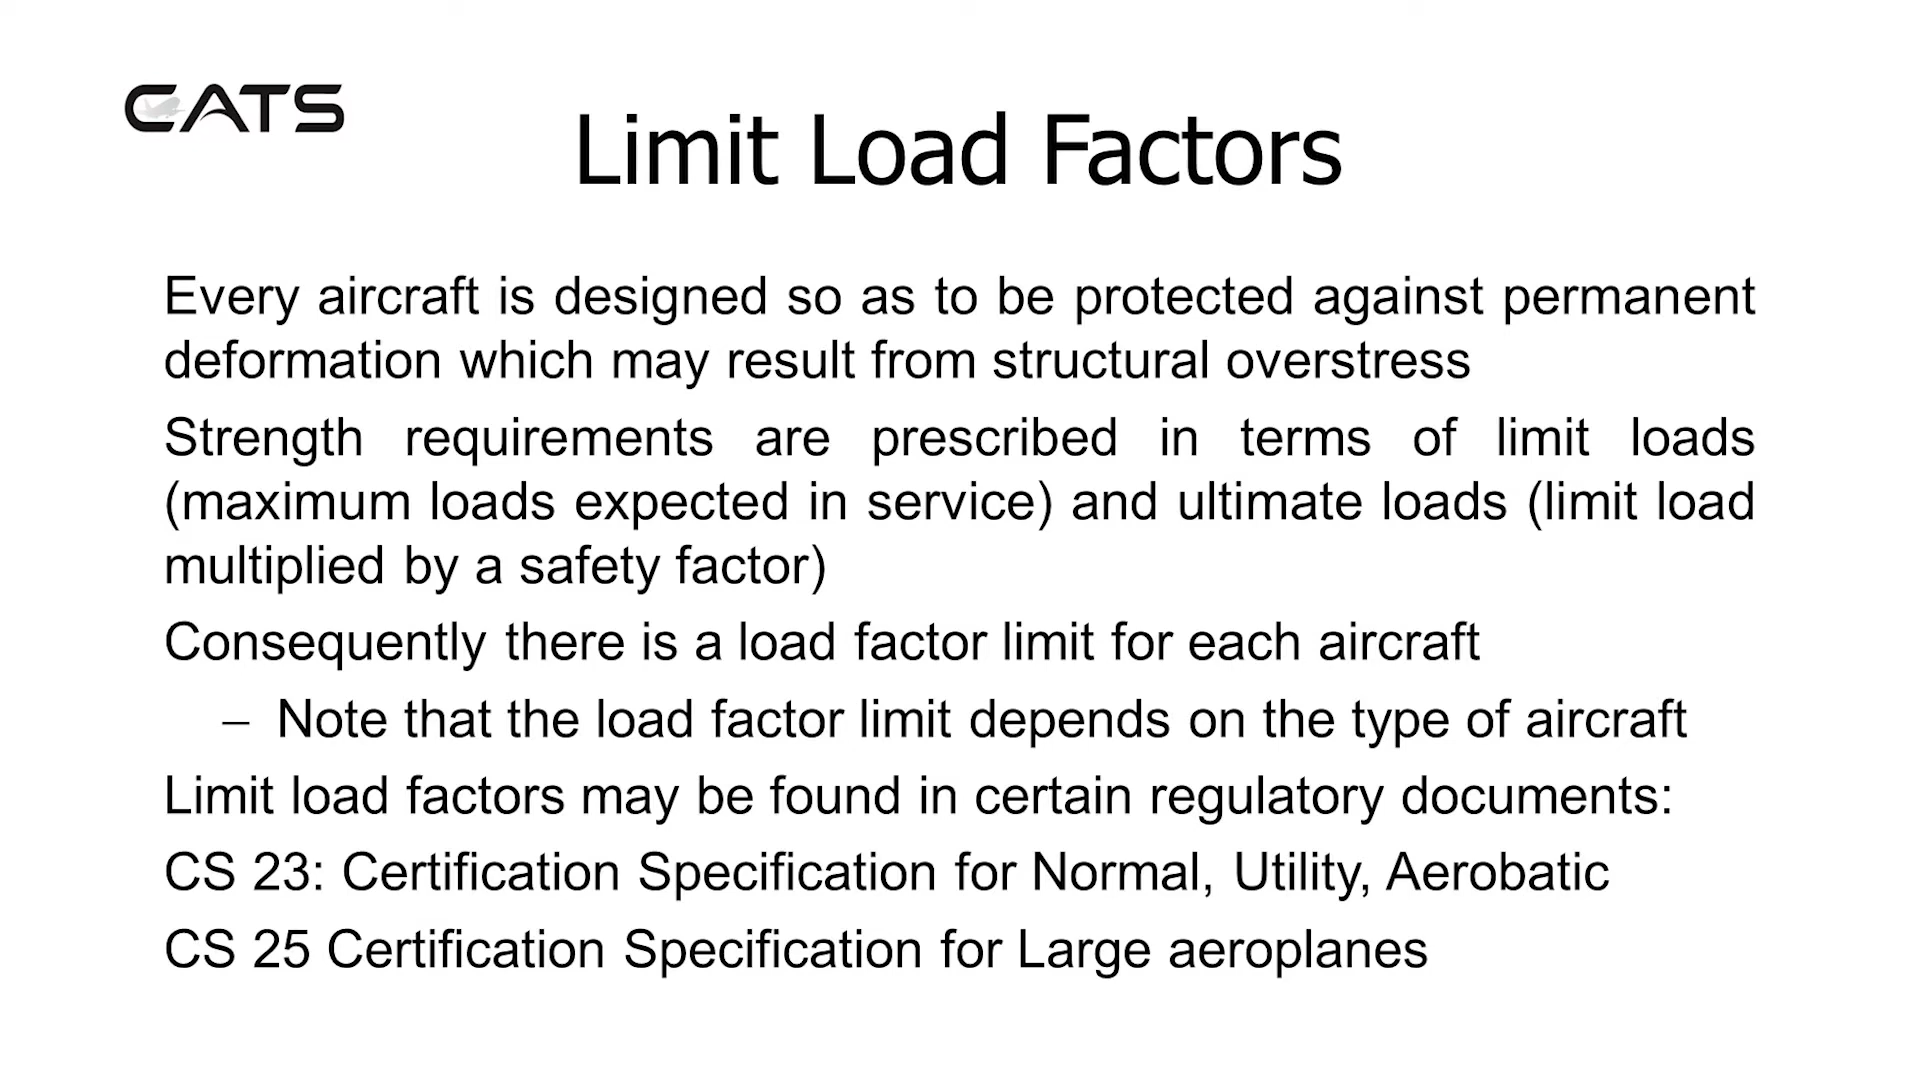 CATS
Limit Load Factors
Every aircraft is designed so as to be protected against permanent
deformation which may result from structural overstress
Strength requirements are prescribed in terms of limit loads
(maximum loads expected in service) and ultimate loads (limit load
multiplied by a safety factor)
Consequently there is a load factor limit for each aircraft
– Note that the load factor limit depends on the type of aircraft
Limit load factors may be found in certain regulatory documents:
CS 23: Certification Specification for Normal, Utility, Aerobatic
CS 25 Certification Specification for Large aeroplanes